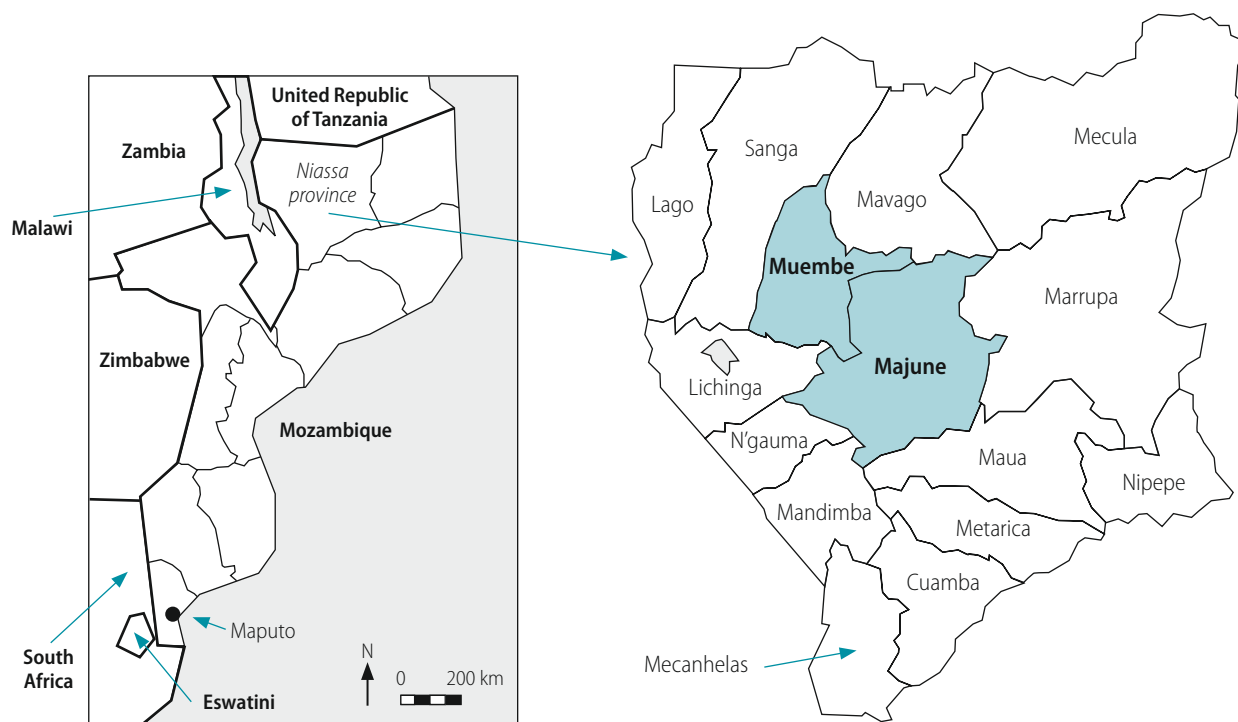 United Republic
of Tanzania
Zambia
Niassa
province
Malawi
Zimbabwe
Mozambique
South
Africa
Maputo
Eswatini
N
0 200 km
Mecula
Sanga
Mavago
Lago
Muembe
Marrupa
Majune
Lichinga
N'gauma
Maua
Nipepe
Mandimba
Metarica
Cuamba
Mecanhelas